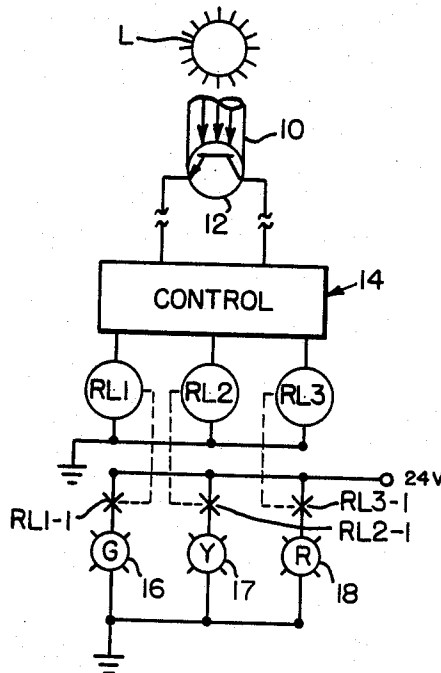 L
10
12
CONTROL
14
RL1
RL2
RL3
24V
RL1-1
RL3-1
RL2-1
G
Y
R
16
17
18